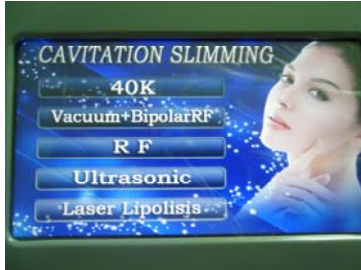 CAVITATION SLIMMING
40K
Vacuum+BipolarRF
R F
Ultrasonic
Laser Lipolisis